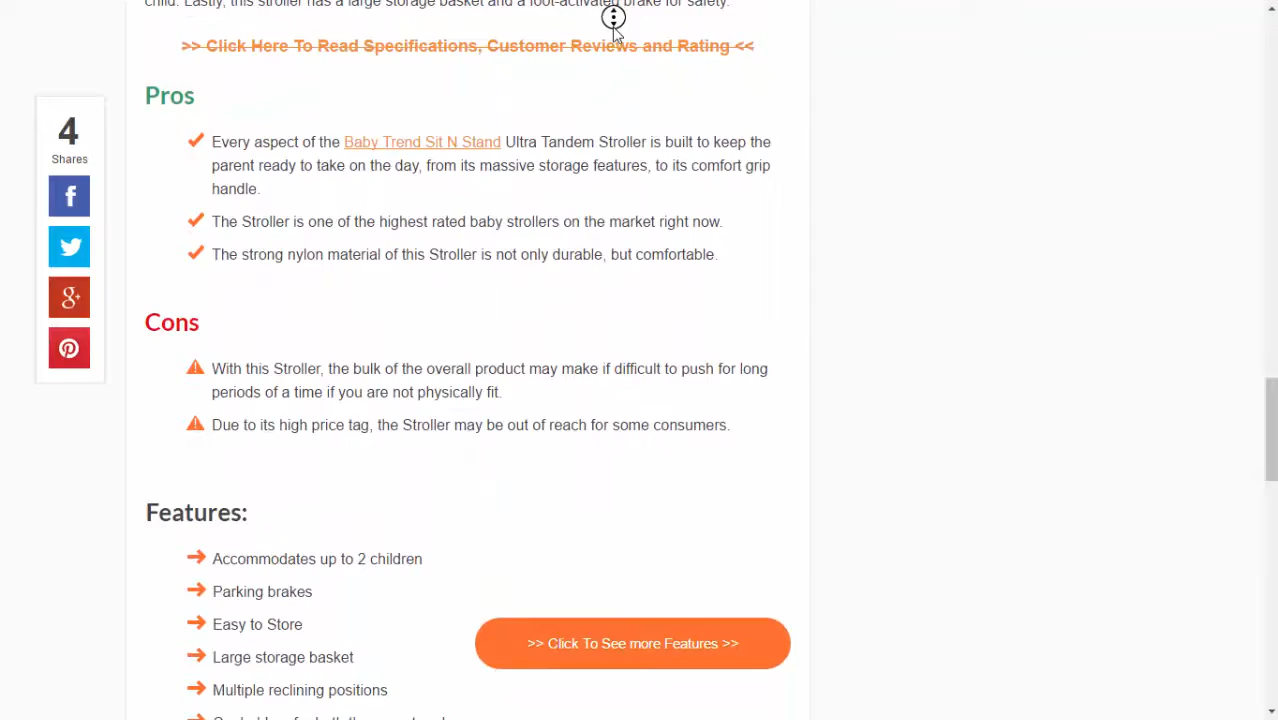 child. Lastly, this stroller has a large storage basket and a foot-activated brake for safety.
>> Click Here To Read Specifications, Customer Reviews and Rating <<
Pros
Every aspect of the Baby Trend Sit N Stand Ultra Tandem Stroller is built to keep the
parent ready to take on the day, from its massive storage features, to its comfort grip
handle.
The Stroller is one of the highest rated baby strollers on the market right now.
The strong nylon material of this Stroller is not only durable, but comfortable.
4
Shares
f
g+
Cons
With this Stroller, the bulk of the overall product may make if difficult to push for long
periods of a time if you are not physically fit.
Due to its high price tag, the Stroller may be out of reach for some consumers.
Features:
Accommodates up to 2 children
Parking brakes
Easy to Store
Large storage basket
Multiple reclining positions
>> Click To See more Features >>